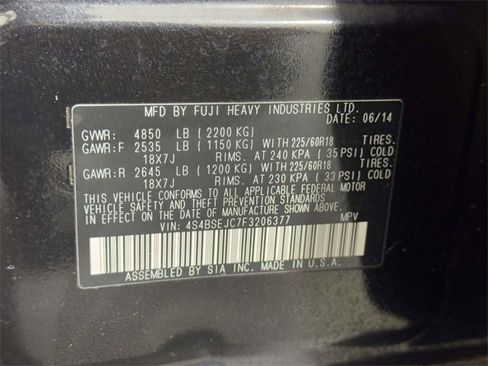 MFD BY FUJI HEAVY INDUSTRIES LTD.
DATE: 06/14
GVWR: 4850 LB (2200 KG)
GAWR:F 2535 LB (1150 KG) WITH 225/60R18 TIRES.
18X7J RIMS. AT 240 KPA (35 PSI) COLD
GAWR:R 2645 LB (1200 KG) WITH 225/60R18 TIRES.
18X7J RIMS. AT 230 KPA (33 PSI) COLD
THIS VEHICLE CONFORMS TO ALL APPLICABLE FEDERAL MOTOR
VEHICLE SAFETY AND THEFT PREVENTION STANDARDS
IN EFFECT ON THE DATE OF MANUFACTURE SHOWN ABOVE.
VIN: 4S4BSEJC7F3206377 MPV
ASSEMBLED BY SIA INC. MADE IN U.S.A.